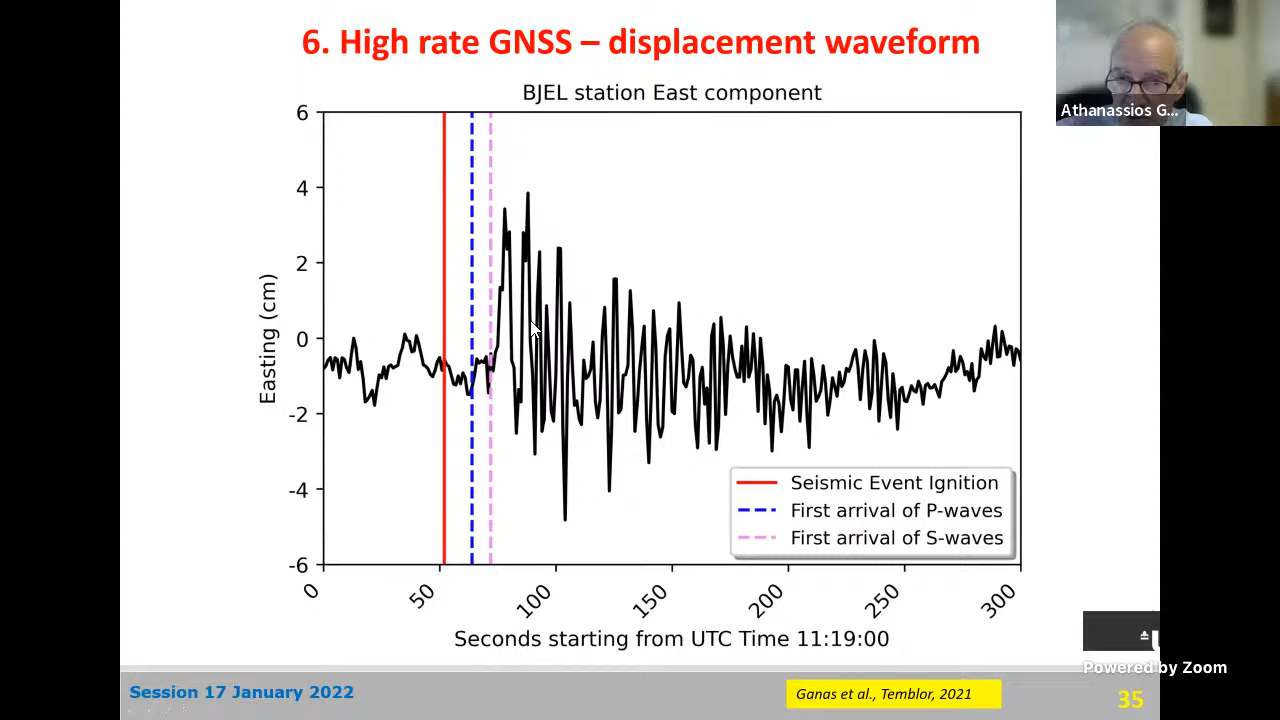 6. High rate GNSS – displacement waveform
Athanassios G...
BJEL station East component
6
4
2
0
-2
-4
-6
Easting (cm)
Seismic Event Ignition
First arrival of P-waves
First arrival of S-waves
0
50
100
150
200
250
300
Seconds starting from UTC Time 11:19:00
Powered by Zoom
Session 17 January 2022
Ganas et al., Temblor, 2021
35